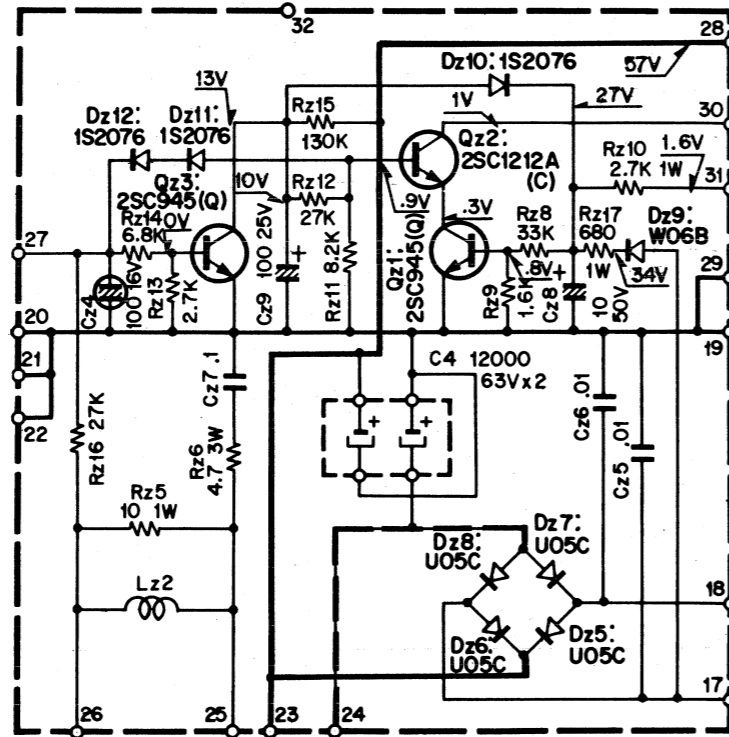 32
28
57V
Dz10: 1S2076
13V
27V
1V
30
Dz12: Dz11:
1S2076 1S2076
Rz15
130K
Qz2:
2SC1212A
(C)
Rz10
2.7K
1.6V
1W
31
Qz3:
2SC945(Q)
10V
Rz12
27K
.9V
.3V
Rz14 0V
6.8K
Rz8
33K
Rz17
680
1W
Dz9:
W06B
27
Cz4
100 16V
Rz13
2.7K
Cz9
100 25V
+
Rz11 8.2K
Qz1:
2SC945(Q)
.8V
Rz9
1.6K
+
Cz8
10
50V
34V
29
20
19
21
22
Cz7 .1
C4 12000
63Vx2
Cz6 .01
Cz5 .01
Rz16 27K
Rz6
4.7 3W
+
+
Rz5
10 1W
Dz8:
U05C
Dz7:
U05C
Lz2
18
Dz6:
U05C
Dz5:
U05C
17
26
25
23
24